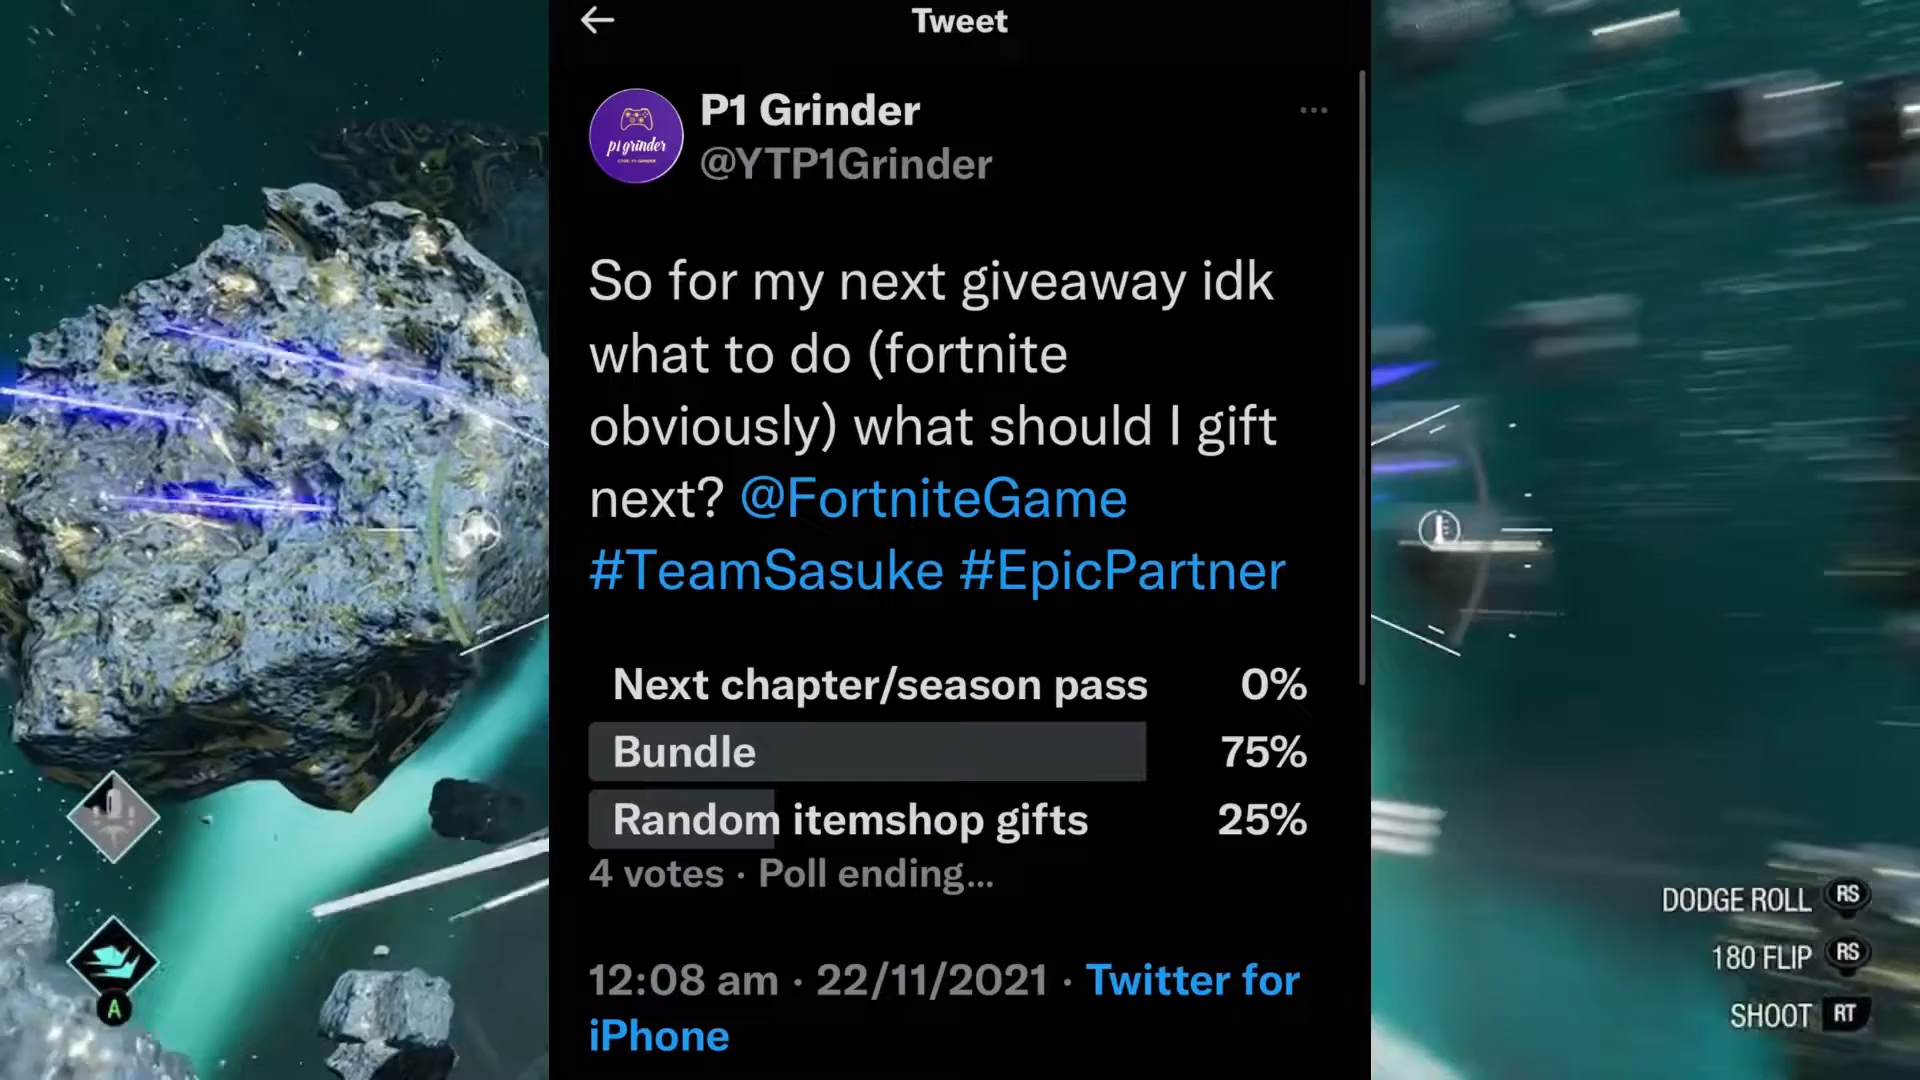 Tweet
P1 Grinder
@YTP1Grinder
p1 grinder
So for my next giveaway idk
what to do (fortnite
obviously) what should I gift
next? @FortniteGame
#TeamSasuke #EpicPartner
Next chapter/season pass 0%
Bundle 75%
Random itemshop gifts 25%
4 votes · Poll ending...
12:08 am · 22/11/2021 · Twitter for
iPhone
A
DODGE ROLL RS
180 FLIP RS
SHOOT RT